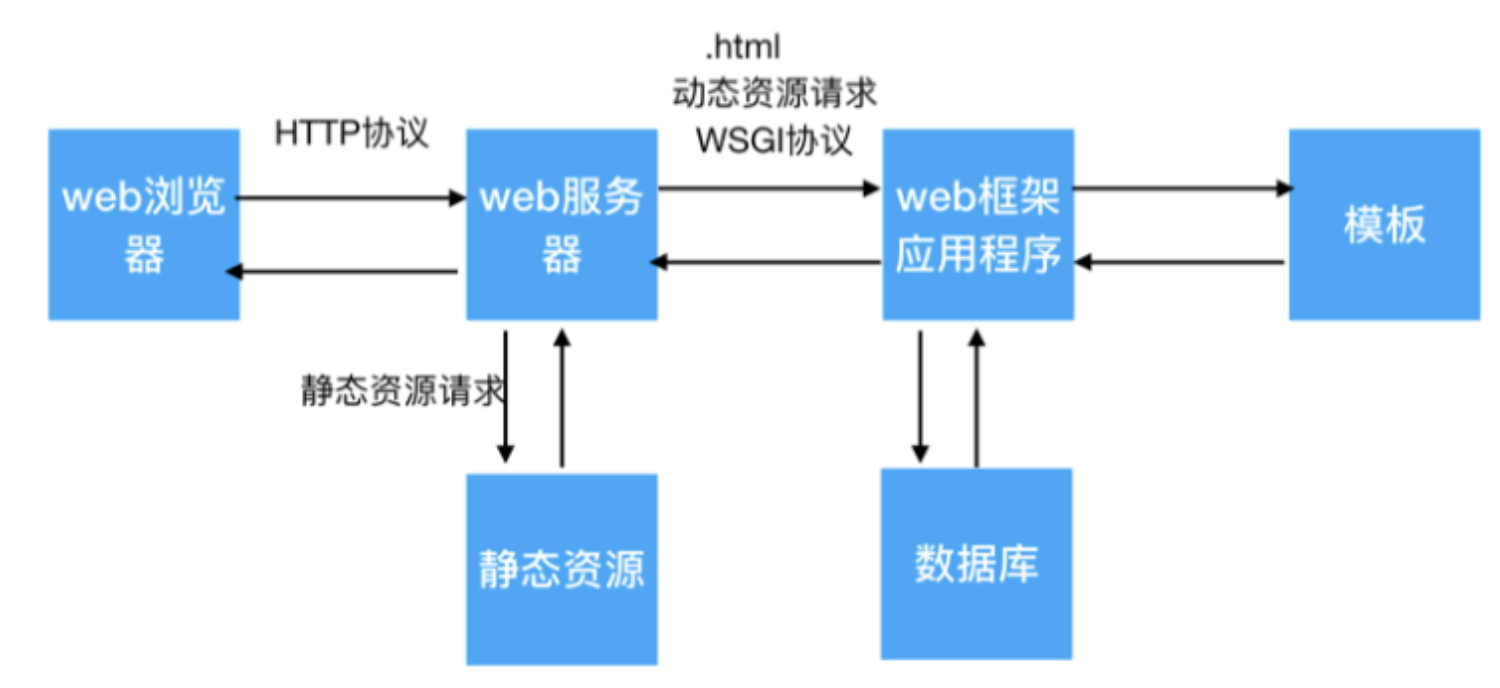 .html
动态资源请求
WSGI协议
HTTP协议
web浏览
器
web服务
器
web框架
应用程序
模板
静态资源请求
静态资源
数据库